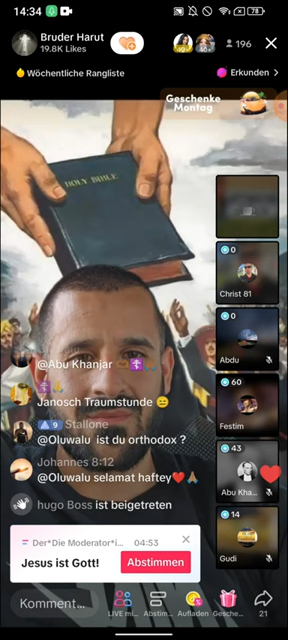 14:34
78
Bruder Harut
19.8K Likes
196
Wöchentliche Rangliste
Erkunden >
Geschenke
Montag
HOLY BIBLE
0
Christ 81
0
Abdu
60
Festim
43
Abu Kha...
14
Gudi
@Abu Khanjar
Janosch Traumstunde
9 Stallone
@Oluwalu ist du orthodox ?
Johannes 8:12
@Oluwalu selamat haftey
hugo Boss ist beigetreten
Der*Die Moderator*i... 04:53
Jesus ist Gott!
Abstimmen
Kommen...
LIVE mi...
Abstim...
Aufladen
Gesche...
21